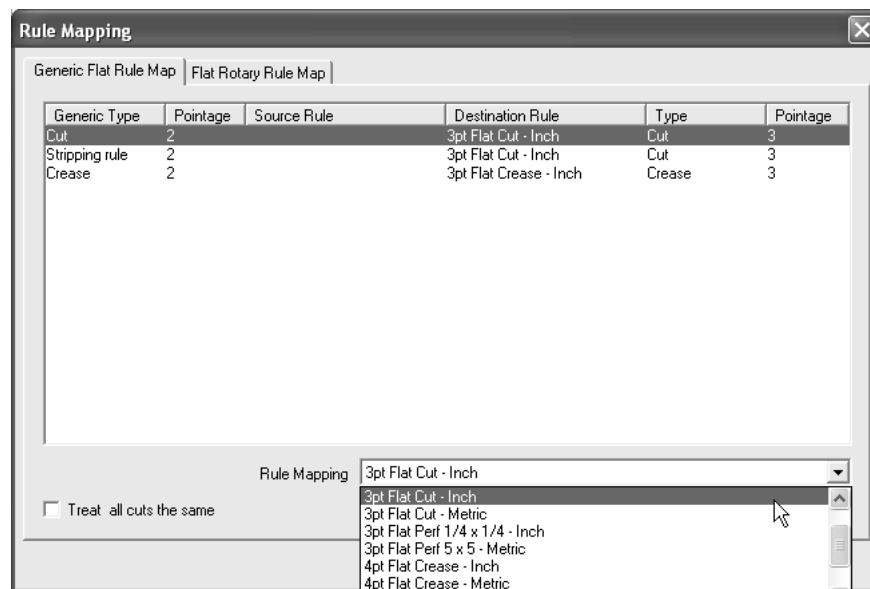 Rule Mapping
Generic Flat Rule Map Flat Rotary Rule Map
Generic Type Pointage Source Rule Destination Rule Type Pointage
Cut 2 3pt Flat Cut - Inch Cut 3
Stripping rule 2 3pt Flat Cut - Inch Cut 3
Crease 2 3pt Flat Crease - Inch Crease 3
Rule Mapping 3pt Flat Cut - Inch
3pt Flat Cut - Inch
Treat all cuts the same
3pt Flat Cut - Metric
3pt Flat Perf 1/4 x 1/4 - Inch
3pt Flat Perf 5 x 5 - Metric
4pt Flat Crease - Inch
4pt Flat Crease - Metric